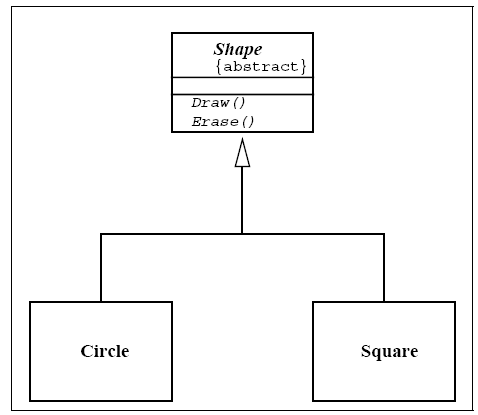 Shape
{abstract}
Draw()
Erase()
Circle
Square